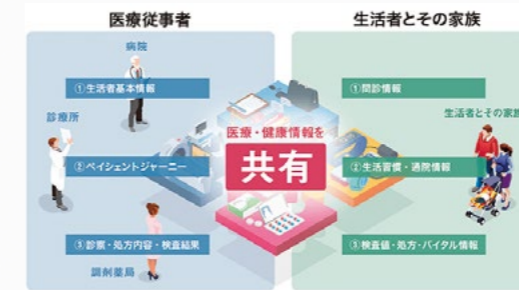 医療従事者
生活者とその家族
病院
①生活者基本情報
診療所
②ペイシェントジャーニー
③診察・処方内容・検査結果
調剤薬局
医療・健康情報を
共有
①問診情報
生活者とその家族
②生活習慣・通院情報
③検査値・処方・バイタル情報